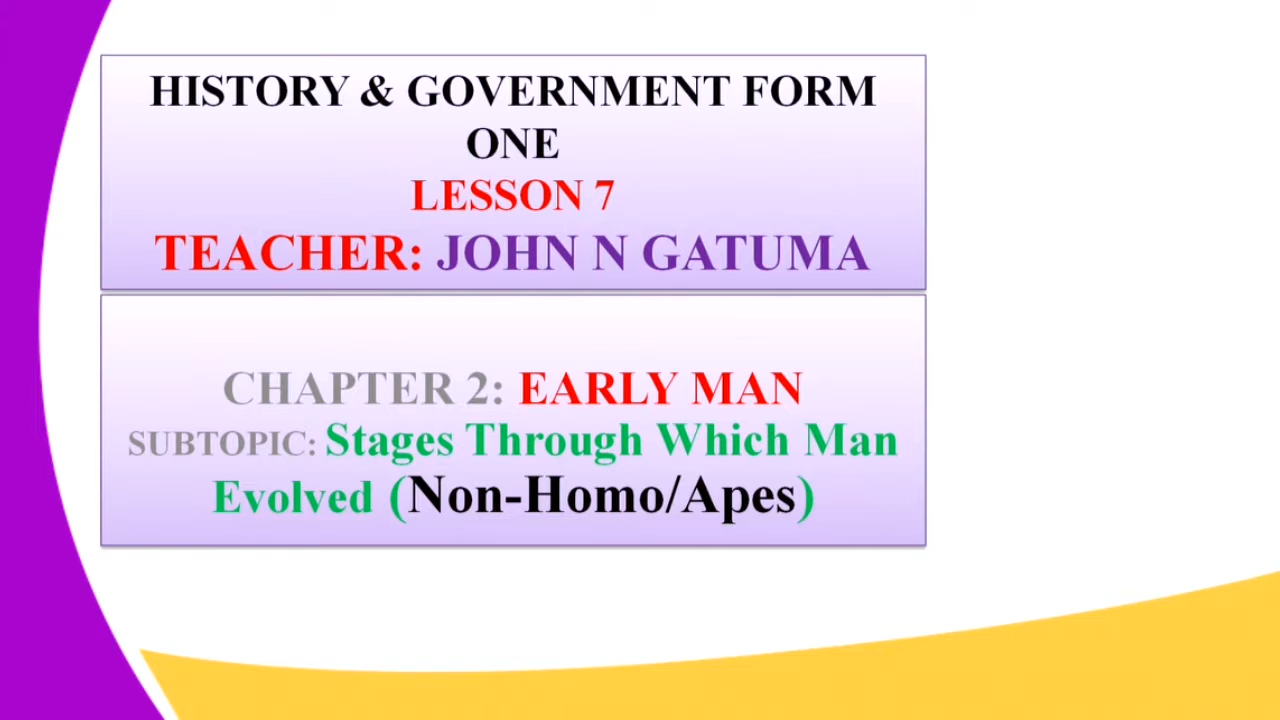 HISTORY & GOVERNMENT FORM
ONE
LESSON 7
TEACHER: JOHN N GATUMA
CHAPTER 2: EARLY MAN
SUBTOPIC: Stages Through Which Man
Evolved (Non-Homo/Apes)